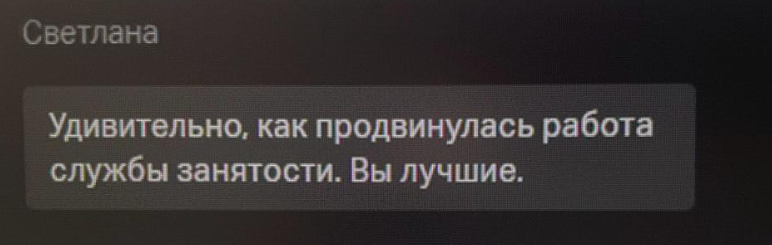 Светлана
Удивительно, как продвинулась работа
службы занятости. Вы лучшие.